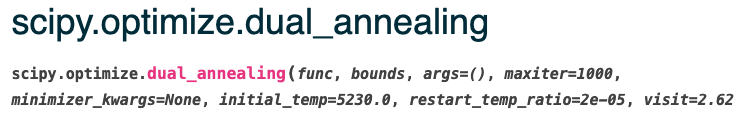 scipy.optimize.dual_annealing
scipy.optimize.dual_annealing(func, bounds, args=(), maxiter=1000,
minimizer_kwargs=None, initial_temp=5230.0, restart_temp_ratio=2e-05, visit=2.62